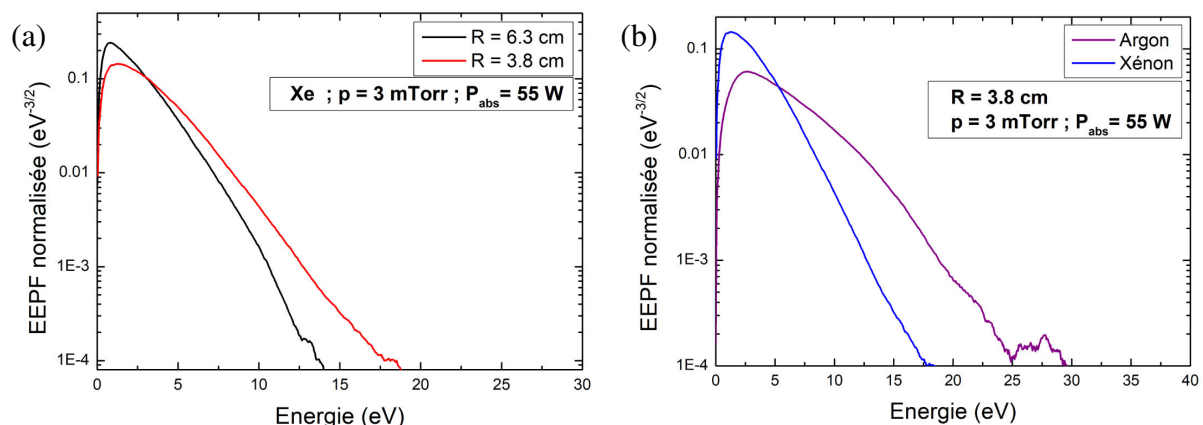 (a)
EEPF normalisée (eV-3/2)
0.1
0.01
1E-3
1E-4
R = 6.3 cm
R = 3.8 cm
Xe ; p = 3 mTorr ; Pabs = 55 W
0 5 10 15 20 25 30
Energie (eV)
(b)
EEPF normalisée (eV-3/2)
0.1
0.01
1E-3
1E-4
Argon
Xénon
R = 3.8 cm
p = 3 mTorr ; Pabs = 55 W
0 5 10 15 20 25 30 35 40
Energie (eV)